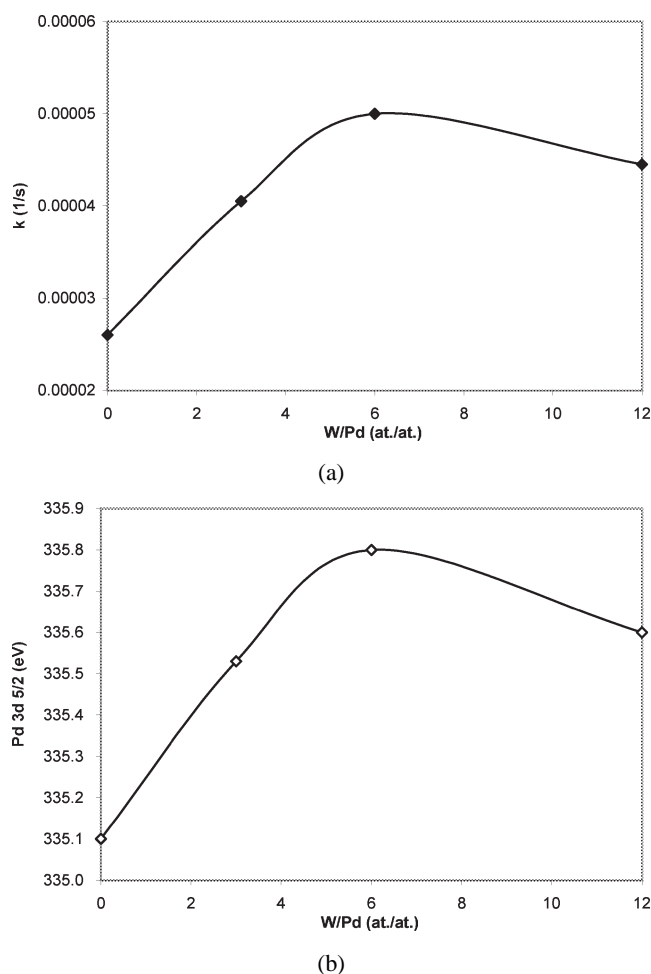 0.00006
0.00005
0.00004
0.00003
0.00002
k (1/s)
0 2 4 6 8 10 12
W/Pd (at./at.)
(a)
335.9
335.8
335.7
335.6
335.5
335.4
335.3
335.2
335.1
335.0
Pd 3d 5/2 (eV)
0 2 4 6 8 10 12
W/Pd (at./at.)
(b)